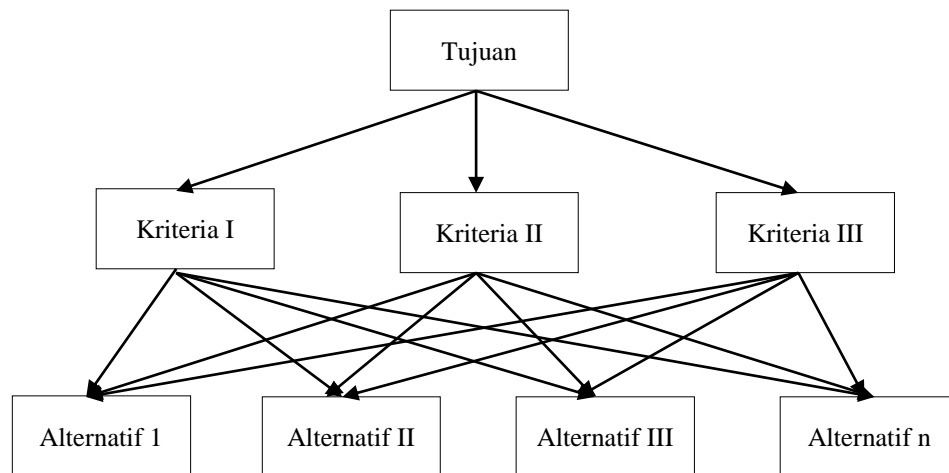 Tujuan
Kriteria I
Kriteria II
Kriteria III
Alternatif 1
Alternatif II
Alternatif III
Alternatif n